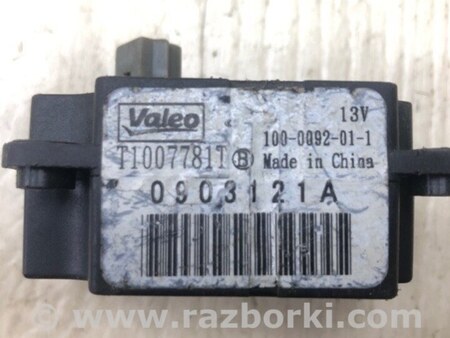 Valeo
13V
T1007781T Ⓑ
100-0092-01-1
Made in China
0903121A
www.razborki.com